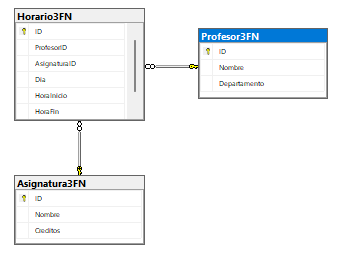 Horario3FN
ID
ProfesorID
AsignaturaID
Dia
HoraInicio
HoraFin
Profesor3FN
ID
Nombre
Departamento
Asignatura3FN
ID
Nombre
Creditos